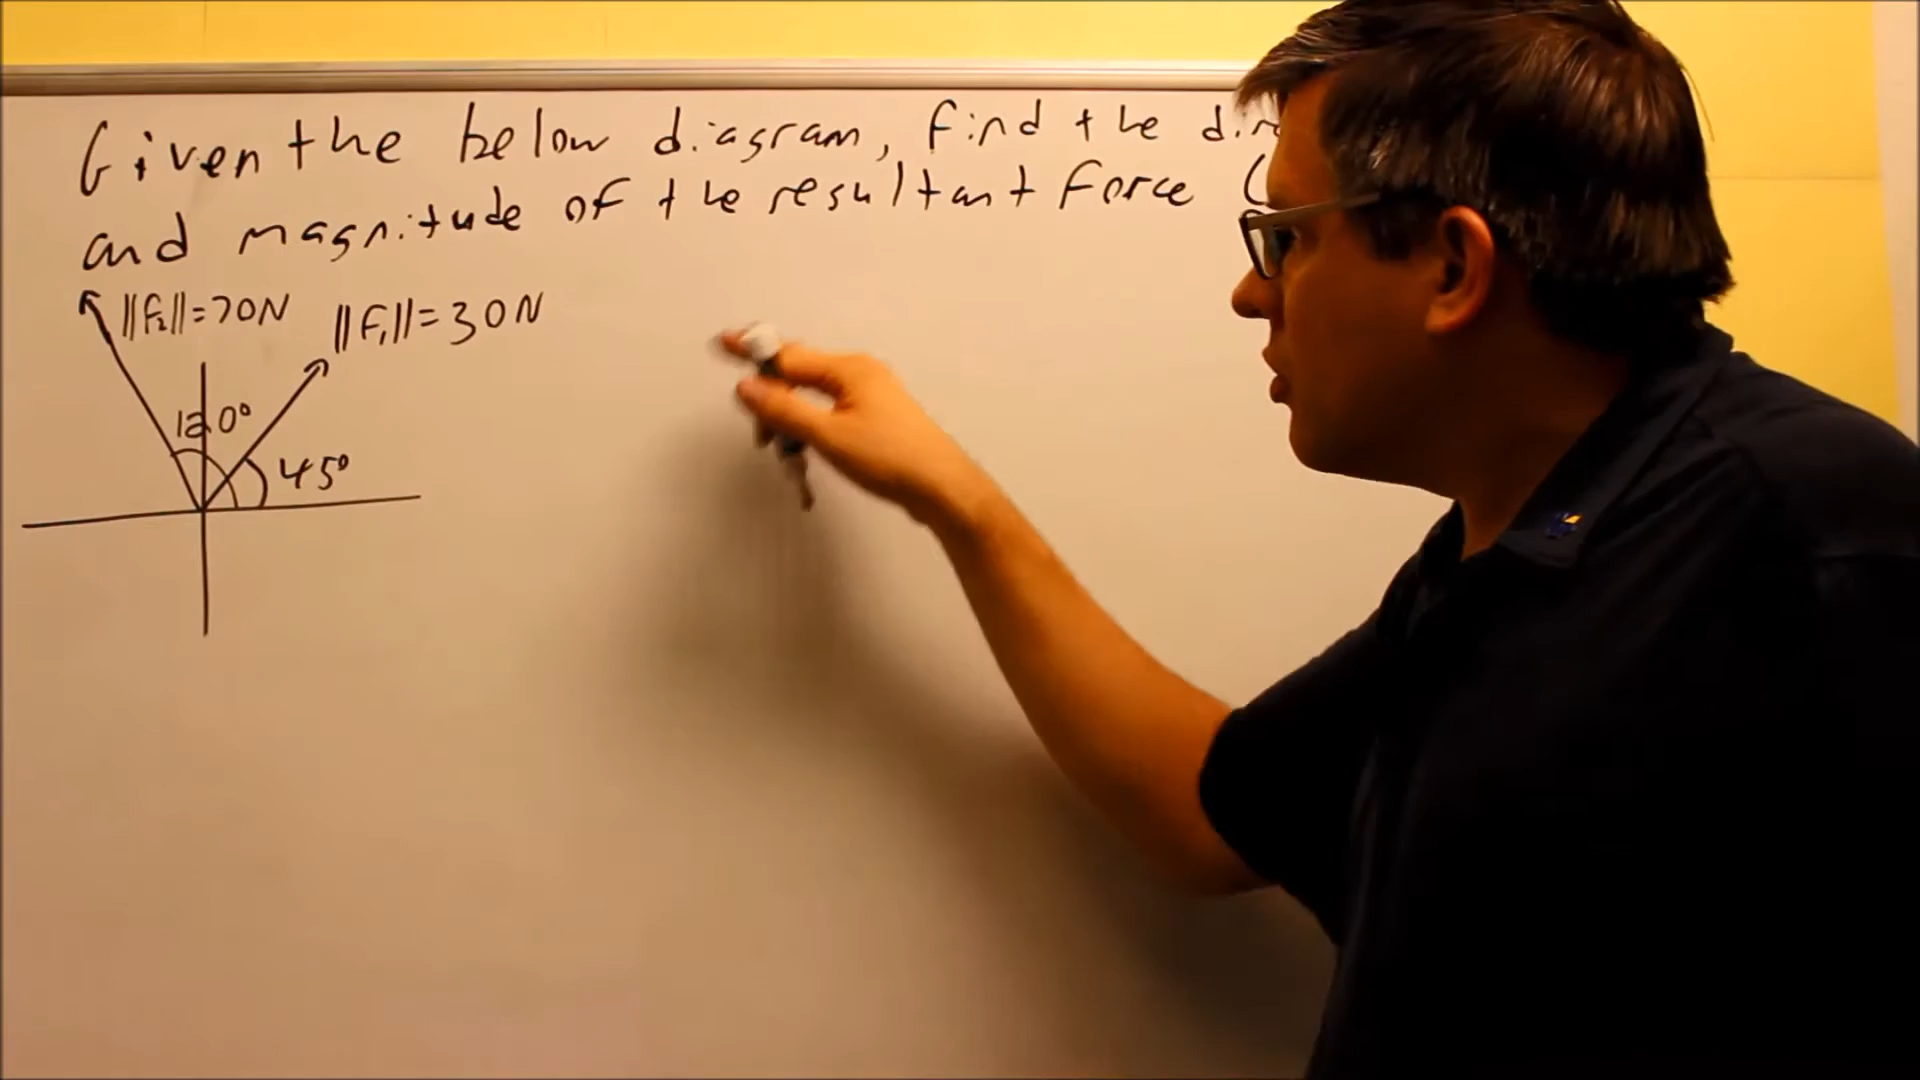 Given the below diagram, find the
and magnitude of the resultant force
||F₂||=70N
||F₁||=30N
120°
45°